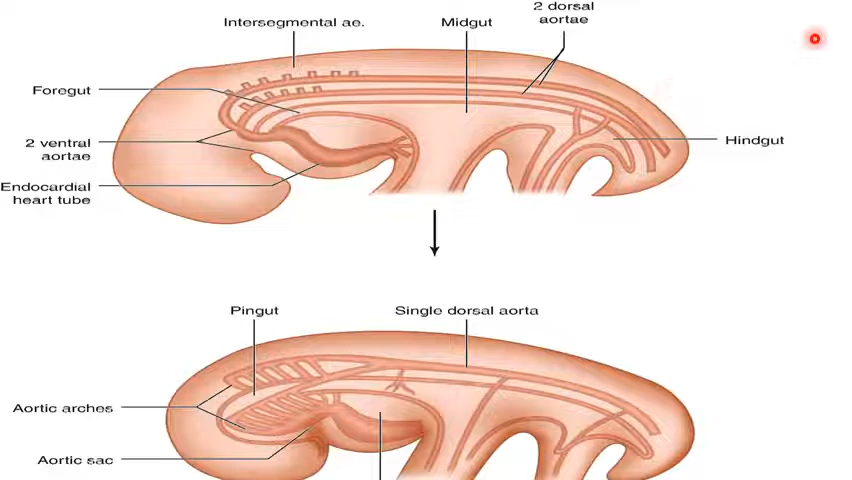 2 dorsal
aortae
Intersegmental ae.
Midgut
Foregut
2 ventral
aortae
Hindgut
Endocardial
heart tube
Pingut
Single dorsal aorta
Aortic arches
Aortic sac